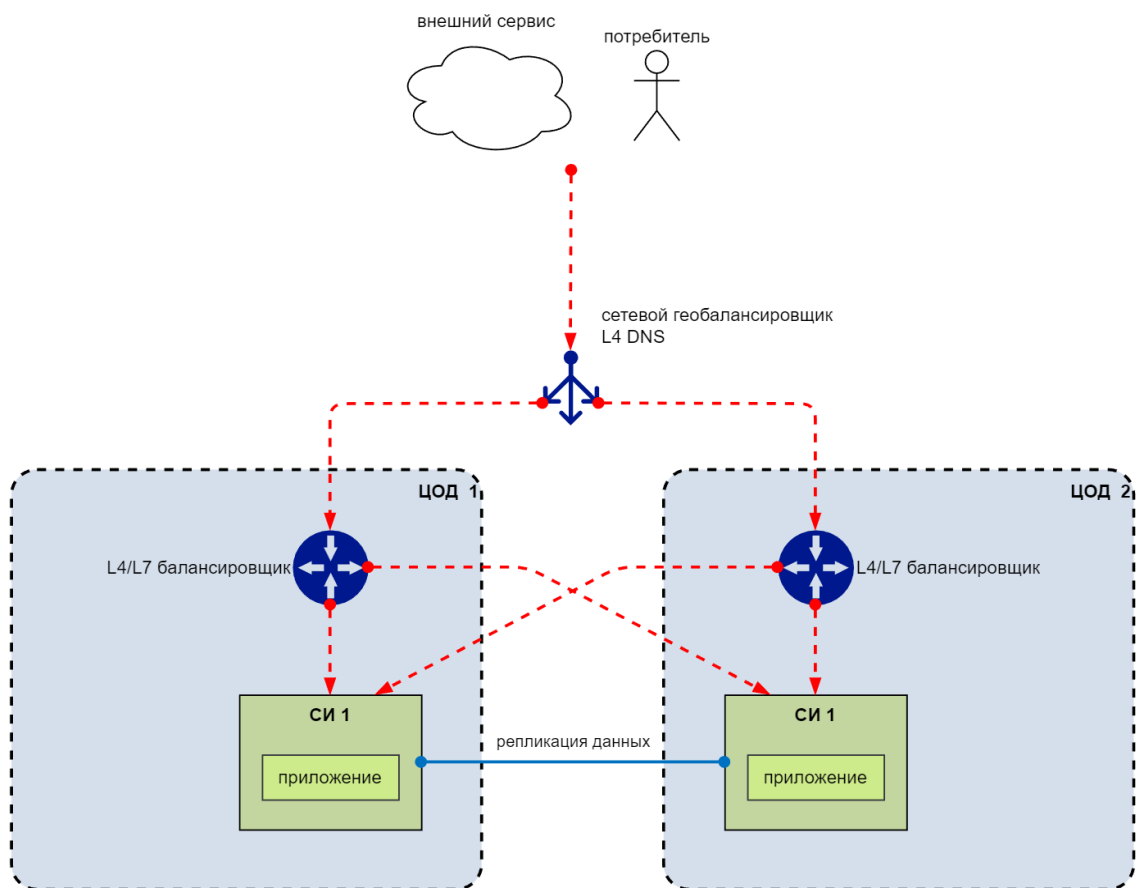 внешний сервис
потребитель
сетевой геобалансировщик
L4 DNS
ЦОД 1
ЦОД 2
L4/L7 балансировщик
L4/L7 балансировщик
СИ 1
СИ 1
репликация данных
приложение
приложение